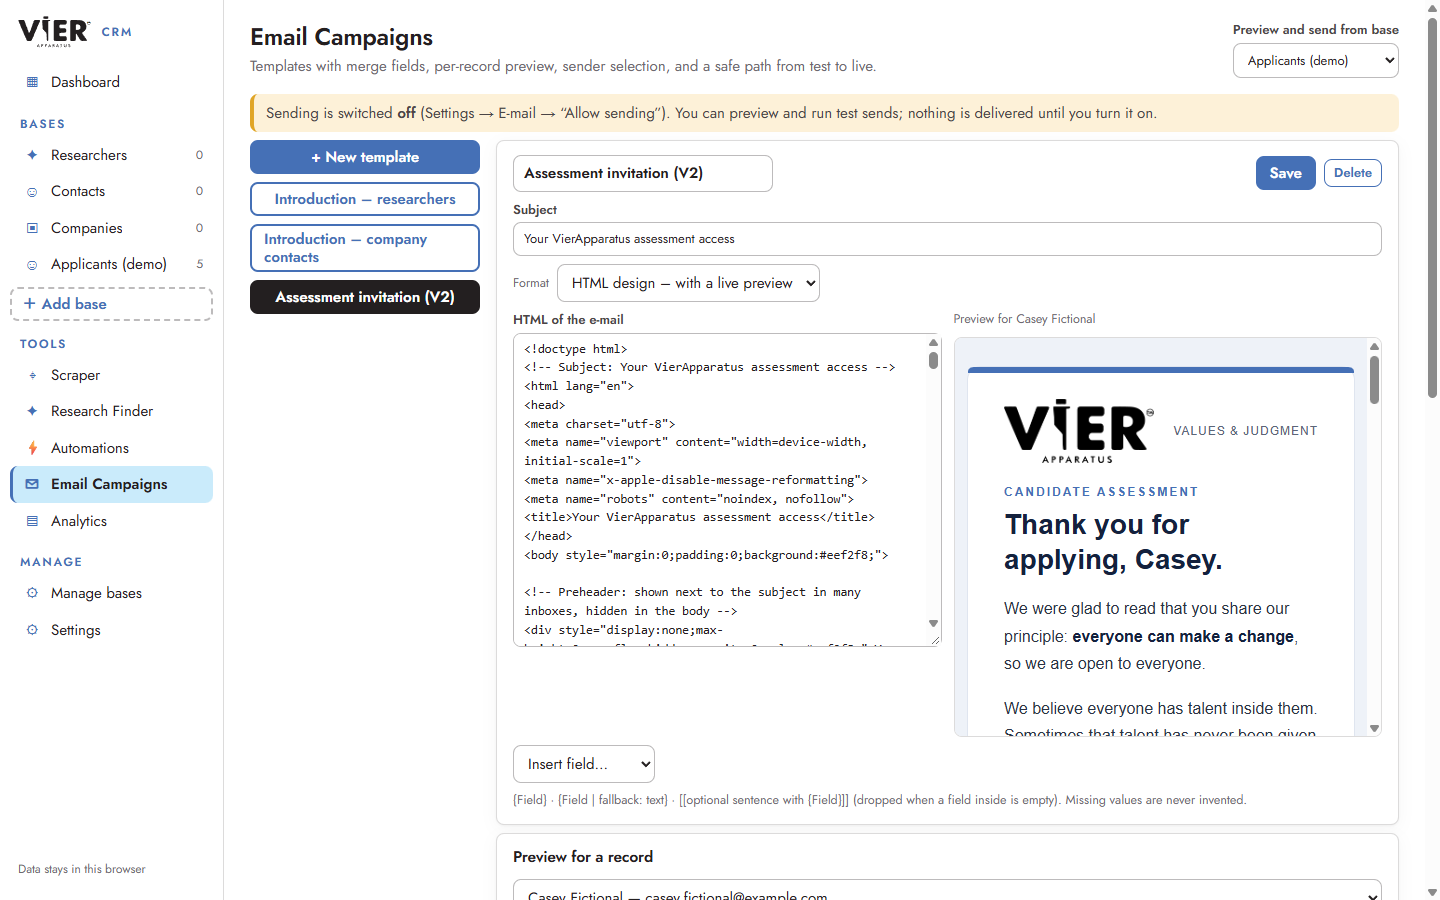 VIER
APPARATUS
CRM
Dashboard
BASES
Researchers 0
Contacts 0
Companies 0
Applicants (demo) 5
+ Add base
TOOLS
Scraper
Research Finder
Automations
Email Campaigns
Analytics
MANAGE
Manage bases
Settings
Data stays in this browser
Email Campaigns
Templates with merge fields, per-record preview, sender selection, and a safe path from test to live.
Preview and send from base
Applicants (demo)
Sending is switched off (Settings → E-mail → “Allow sending”). You can preview and run test sends; nothing is delivered until you turn it on.
+ New template
Introduction – researchers
Introduction – company
contacts
Assessment invitation (V2)
Assessment invitation (V2)
Save
Delete
Subject
Your VierApparatus assessment access
Format
HTML design – with a live preview
HTML of the e-mail
<!doctype html>
<!-- Subject: Your VierApparatus assessment access -->
<html lang="en">
<head>
<meta charset="utf-8">
<meta name="viewport" content="width=device-width,
initial-scale=1">
<meta name="x-apple-disable-message-reformatting">
<meta name="robots" content="noindex, nofollow">
<title>Your VierApparatus assessment access</title>
</head>
<body style="margin:0;padding:0;background:#eef2f8;">
<!-- Preheader: shown next to the subject in many
inboxes, hidden in the body -->
<div style="display:none;max-
Preview for Casey Fictional
VIER
APPARATUS
VALUES & JUDGMENT
CANDIDATE ASSESSMENT
Thank you for
applying, Casey.
We were glad to read that you share our
principle: everyone can make a change,
so we are open to everyone.
We believe everyone has talent inside them.
Sometimes that talent has never been given
Insert field...
{Field} · {Field | fallback: text} · [[optional sentence with {Field}]] (dropped when a field inside is empty). Missing values are never invented.
Preview for a record
Casey Fictional — casey.fictional@example.com